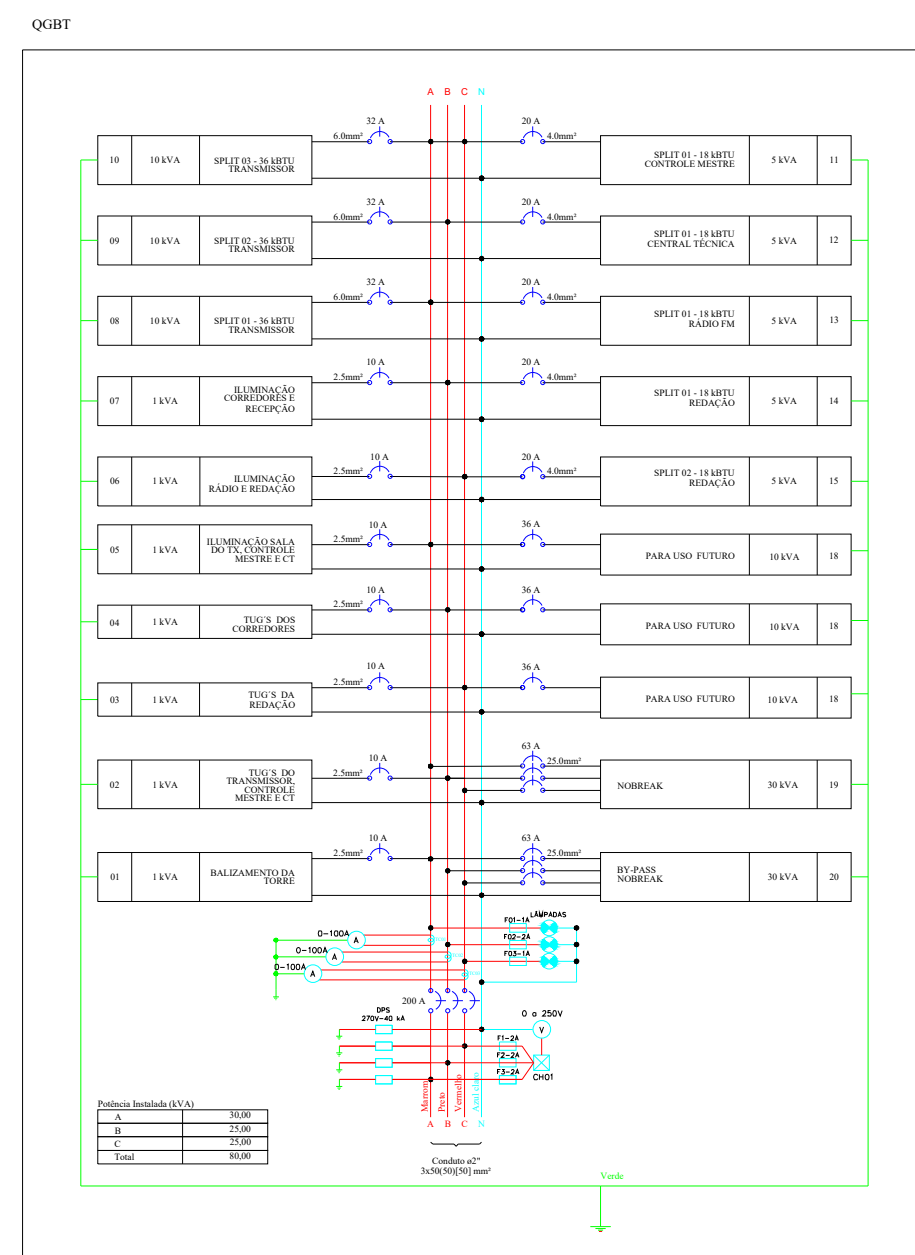 QGBT
A B C N
32 A
6.0mm²
20 A
4.0mm²
10
10 kVA
SPLIT 03 - 36 kBTU
TRANSMISSOR
SPLIT 01 - 18 kBTU
CONTROLE MESTRE
5 kVA
11
32 A
6.0mm²
20 A
4.0mm²
09
10 kVA
SPLIT 02 - 36 kBTU
TRANSMISSOR
SPLIT 01 - 18 kBTU
CENTRAL TÉCNICA
5 kVA
12
32 A
6.0mm²
20 A
4.0mm²
08
10 kVA
SPLIT 01 - 36 kBTU
TRANSMISSOR
SPLIT 01 - 18 kBTU
RÁDIO FM
5 kVA
13
10 A
2.5mm²
20 A
4.0mm²
07
1 kVA
ILUMINAÇÃO
CORREDORES E
RECEPÇÃO
SPLIT 01 - 18 kBTU
REDAÇÃO
5 kVA
14
10 A
2.5mm²
20 A
4.0mm²
06
1 kVA
ILUMINAÇÃO
RÁDIO E REDAÇÃO
SPLIT 02 - 18 kBTU
REDAÇÃO
5 kVA
15
10 A
2.5mm²
36 A
05
1 kVA
ILUMINAÇÃO SALA
DO TX, CONTROLE
MESTRE E CT
PARA USO FUTURO
10 kVA
18
10 A
2.5mm²
36 A
04
1 kVA
TUG´S DOS
CORREDORES
PARA USO FUTURO
10 kVA
18
10 A
2.5mm²
36 A
03
1 kVA
TUG´S DA
REDAÇÃO
PARA USO FUTURO
10 kVA
18
10 A
2.5mm²
63 A
25.0mm²
02
1 kVA
TUG´S DO
TRANSMISSOR,
CONTROLE
MESTRE E CT
NOBREAK
30 kVA
19
10 A
2.5mm²
63 A
25.0mm²
01
1 kVA
BALIZAMENTO DA
TORRE
BY-PASS
NOBREAK
30 kVA
20
F01-1A
LÂMPADAS
0-100A
A
F02-2A
0-100A
A
F03-1A
0-100A
A
200 A
DPS
270V-40 kA
0 a 250V
V
F1-2A
F2-2A
F3-2A
CH01
Marrom
Preto
Vermelho
Azul claro
A B C N
Potência Instalada (kVA)
A 30,00
B 25,00
C 25,00
Total 80,00
Conduto ø2"
3x50(50)[50] mm²
Verde